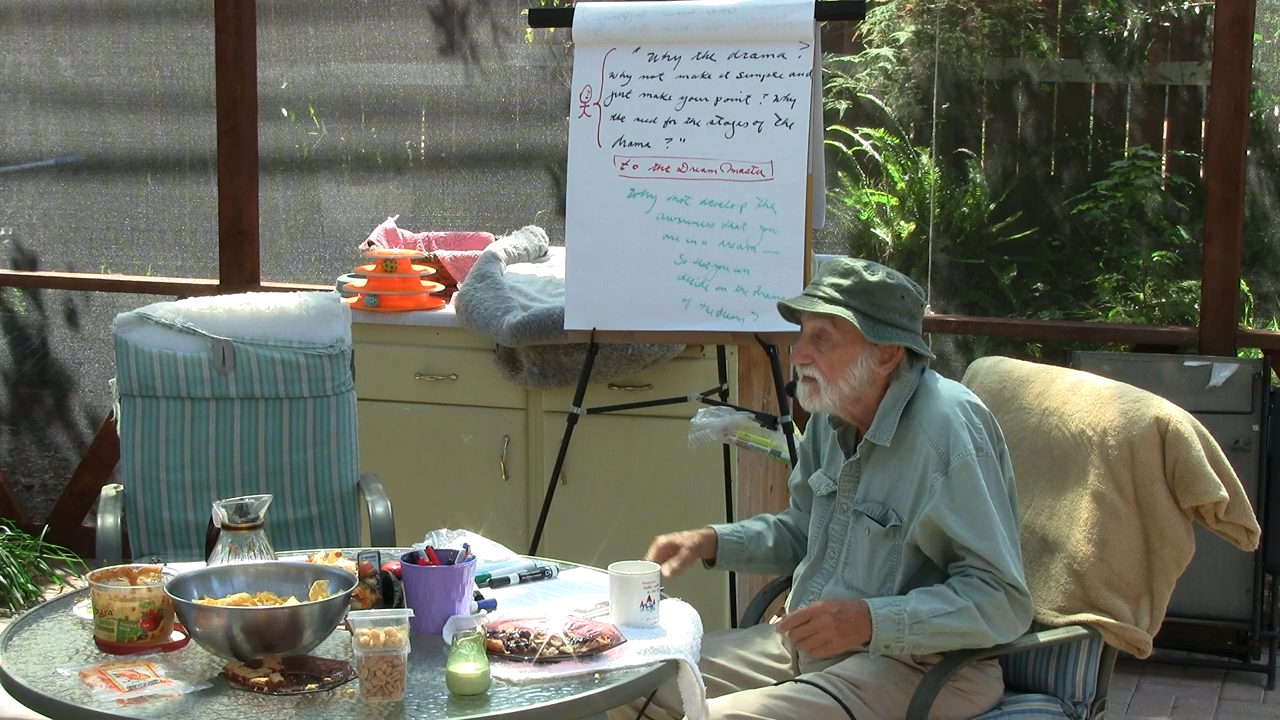 "Why the drama?
Why not make it simple and
just make your point? Why
the need for the stages of the
drama?"
to the Dream Master
Why not develop the
awareness that you
are in a dream —
So that you can
decide on the drama
of the dream?